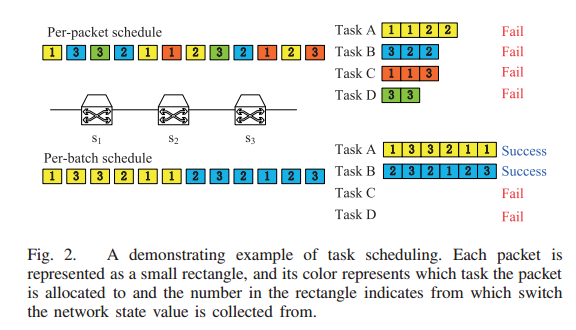 Per-packet schedule
1 3 3 2 1 1 2 3 2 1 2 3
Task A 1 1 2 2 Fail
Task B 3 2 2 Fail
Task C 1 1 3 Fail
Task D 3 3 Fail
S1 S2 S3
Per-batch schedule
1 3 3 2 1 1 2 3 2 1 2 3
Task A 1 3 3 2 1 1 Success
Task B 2 3 2 1 2 3 Success
Task C Fail
Task D Fail
Fig. 2. A demonstrating example of task scheduling. Each packet is
represented as a small rectangle, and its color represents which task the packet
is allocated to and the number in the rectangle indicates from which switch
the network state value is collected from.